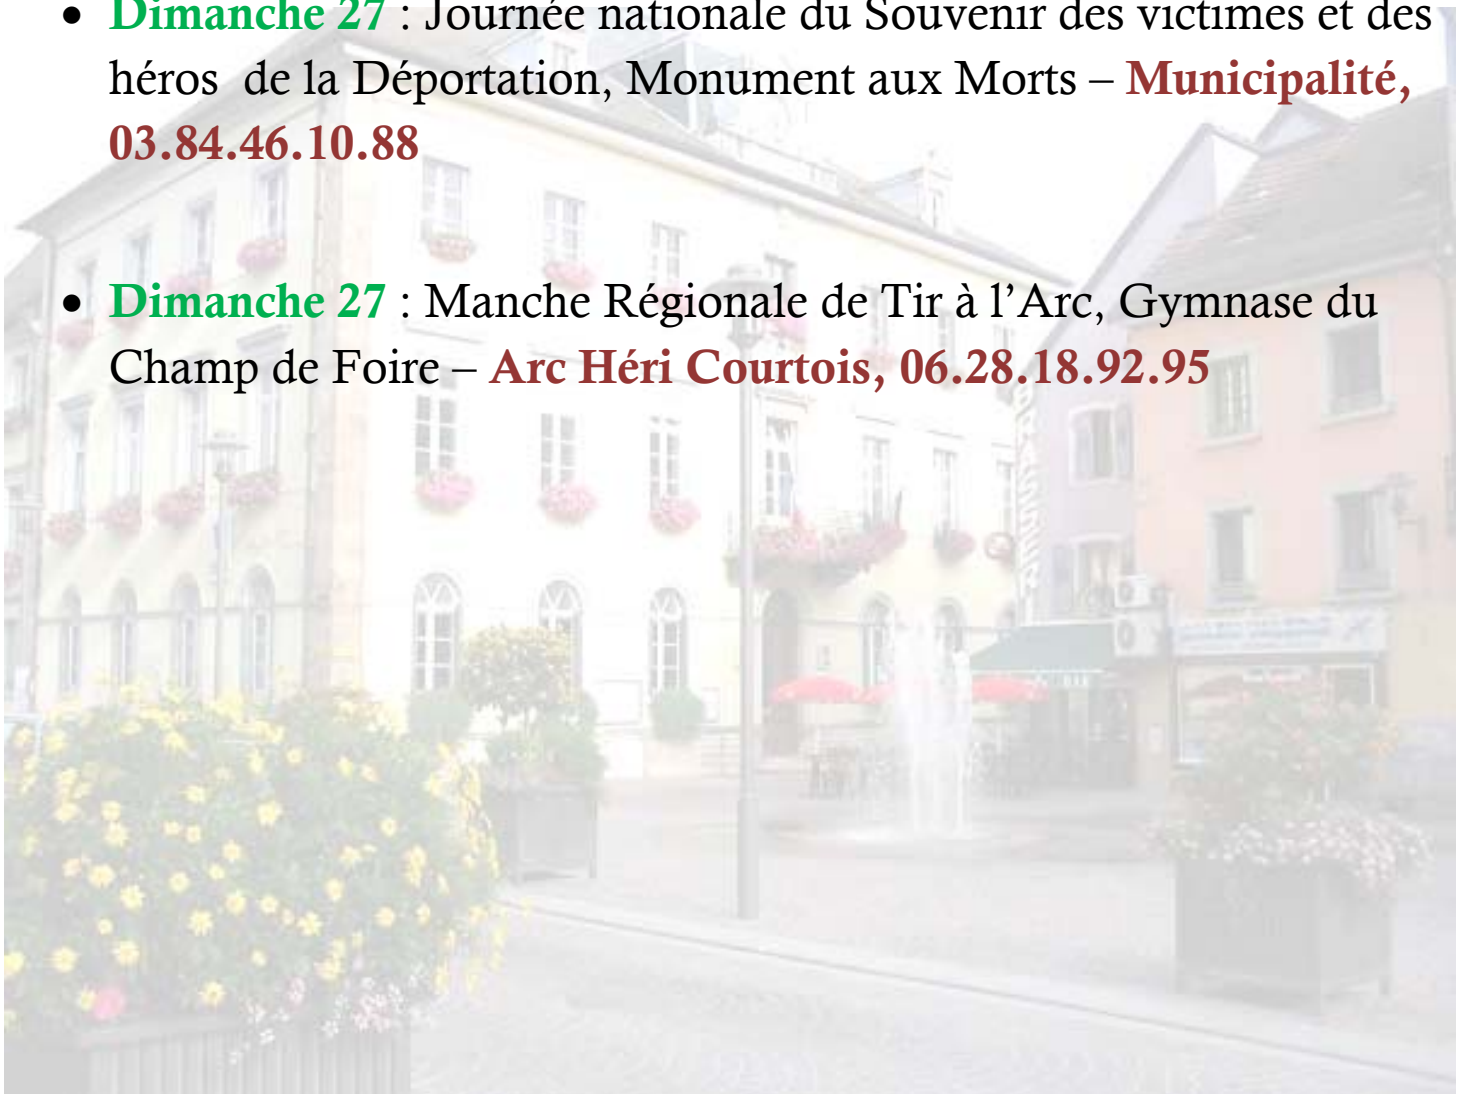 • Dimanche 27 : Journée nationale du Souvenir des victimes et des
héros  de la Déportation, Monument aux Morts – Municipalité,
03.84.46.10.88
• Dimanche 27 : Manche Régionale de Tir à l’Arc, Gymnase du
Champ de Foire – Arc Héri Courtois, 06.28.18.92.95